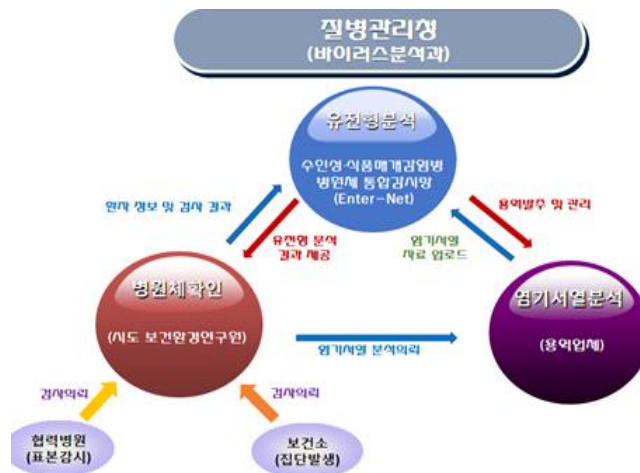 질병관리청
(바이러스분석과)
유전형분석
수인성·식품매개감염병
병원체 통합감시망
(Enter-Net)
환자 정보 및 검사 결과
용역발주 및 관리
유전형 분석
결과 제공
염기서열
자료 업로드
병원체확인
(시도 보건환경연구원)
염기서열분석
(용역업체)
염기서열 분석의뢰
검사의뢰
검사의뢰
협력병원
(표본감시)
보건소
(집단발생)